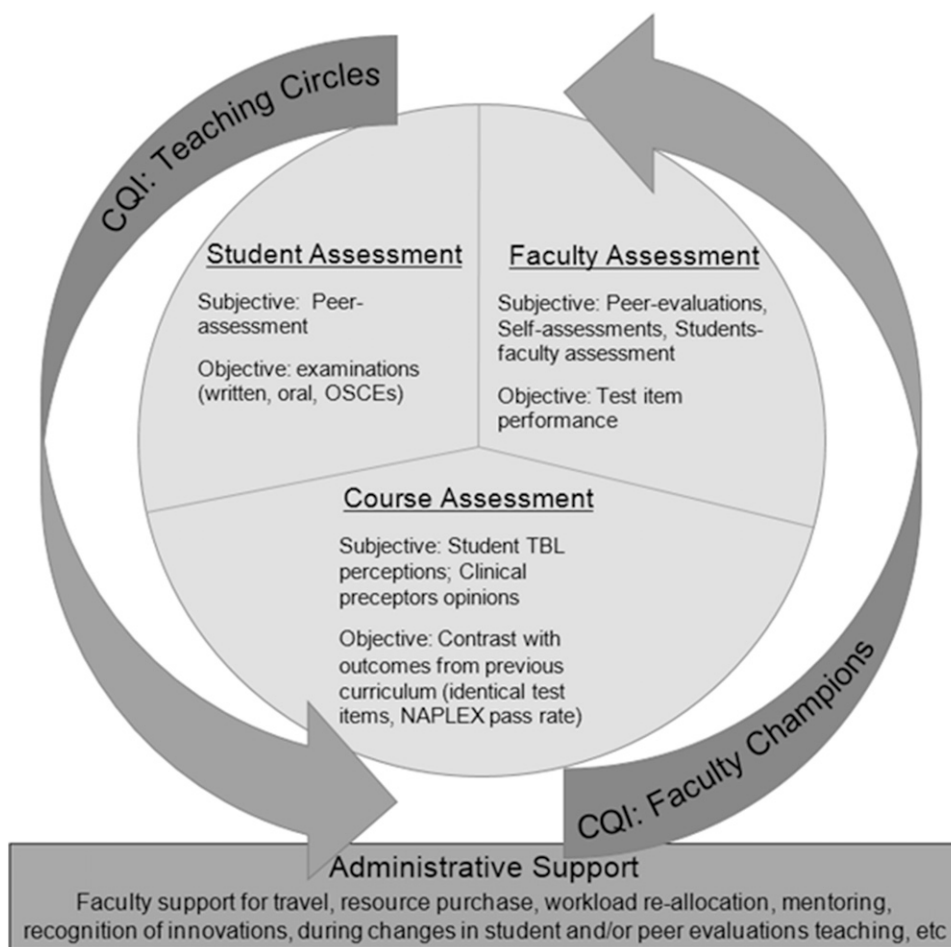 CQI: Teaching Circles
Student Assessment
Subjective:  Peer-
assessment
Objective: examinations
(written, oral, OSCEs)
Faculty Assessment
Subjective: Peer-evaluations,
Self-assessments, Students-
faculty assessment
Objective: Test item
performance
Course Assessment
Subjective: Student TBL
perceptions; Clinical
preceptors opinions
Objective: Contrast with
outcomes from previous
curriculum (identical test
items, NAPLEX pass rate)
CQI: Faculty Champions
Administrative Support
Faculty support for travel, resource purchase, workload re-allocation, mentoring,
recognition of innovations, during changes in student and/or peer evaluations teaching, etc